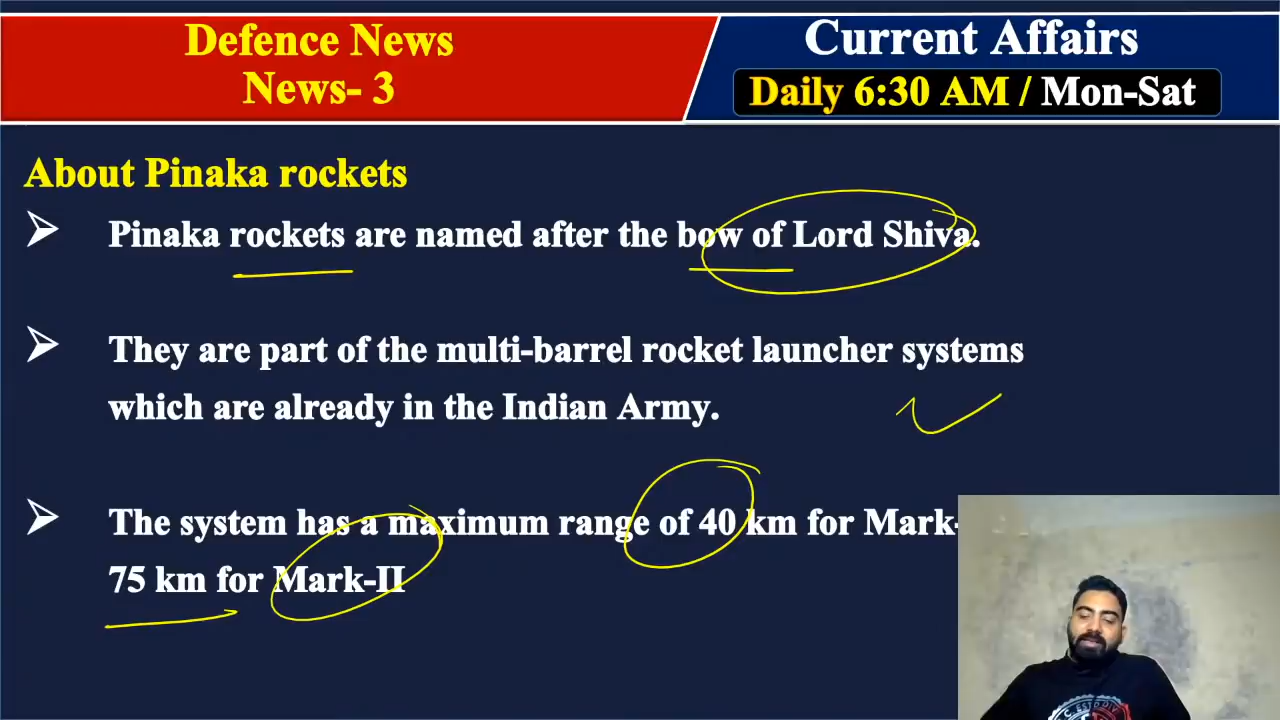 Defence News
News- 3
Current Affairs
Daily 6:30 AM / Mon-Sat
About Pinaka rockets
Pinaka rockets are named after the bow of Lord Shiva.
They are part of the multi-barrel rocket launcher systems
which are already in the Indian Army.
The system has a maximum range of 40 km for Mark-
75 km for Mark-II